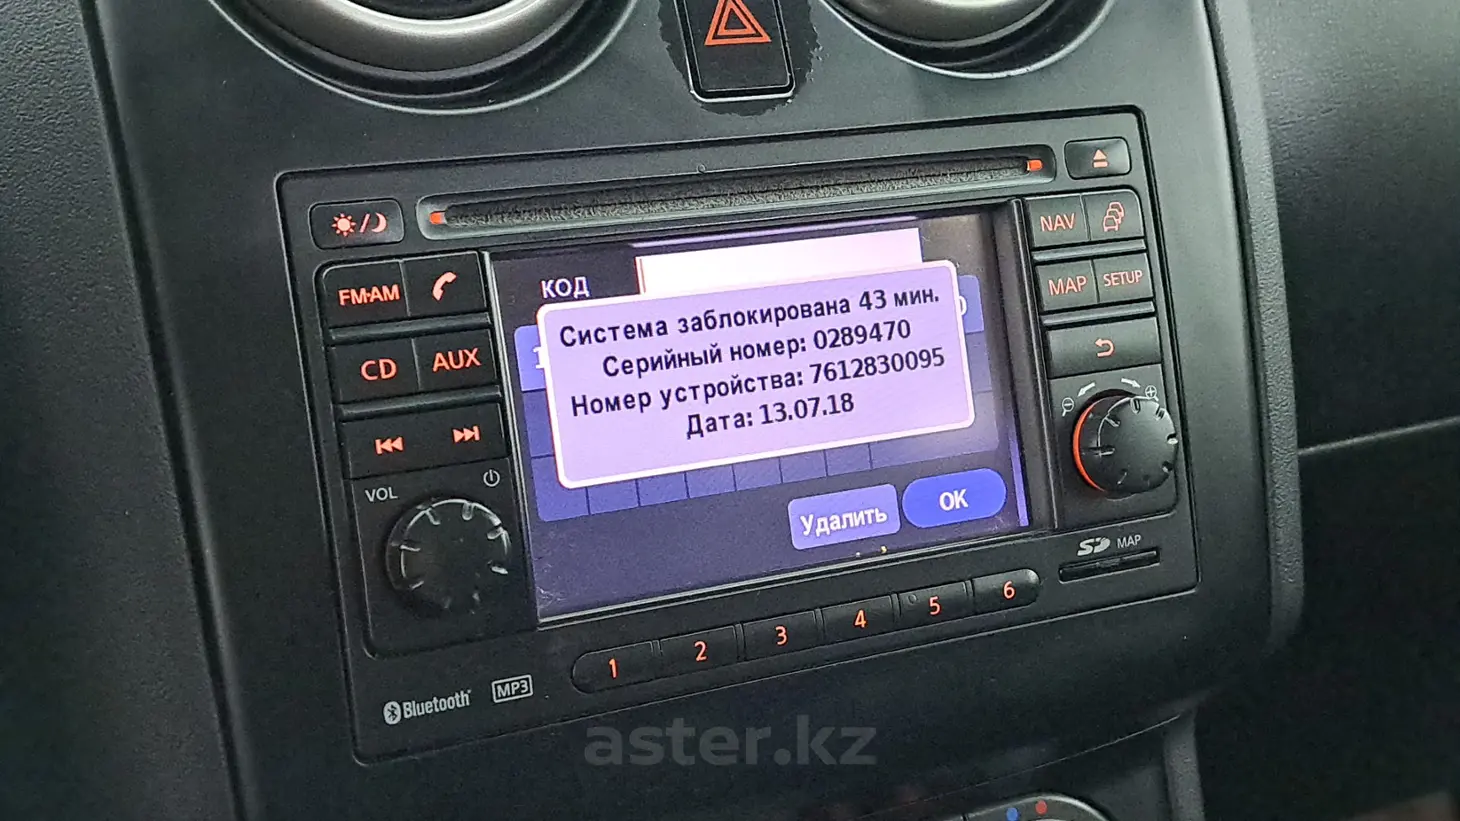 NAV
FM·AM
КОД
MAP
SETUP
Система заблокирована 43 мин.
Серийный номер: 0289470
Номер устройства: 7612830095
Дата: 13.07.18
CD
AUX
VOL
Удалить
OK
SD MAP
1
2
3
4
5
6
Bluetooth
MP3
aster.kz